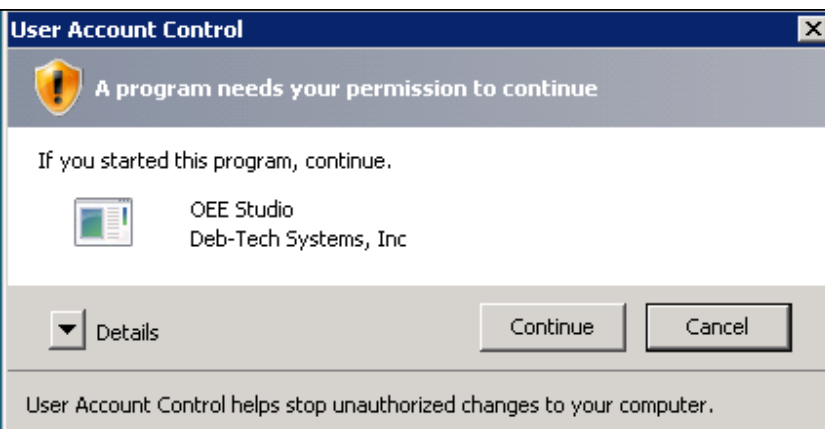 User Account Control
A program needs your permission to continue
If you started this program, continue.
OEE Studio
Deb-Tech Systems, Inc
Details
Continue
Cancel
User Account Control helps stop unauthorized changes to your computer.